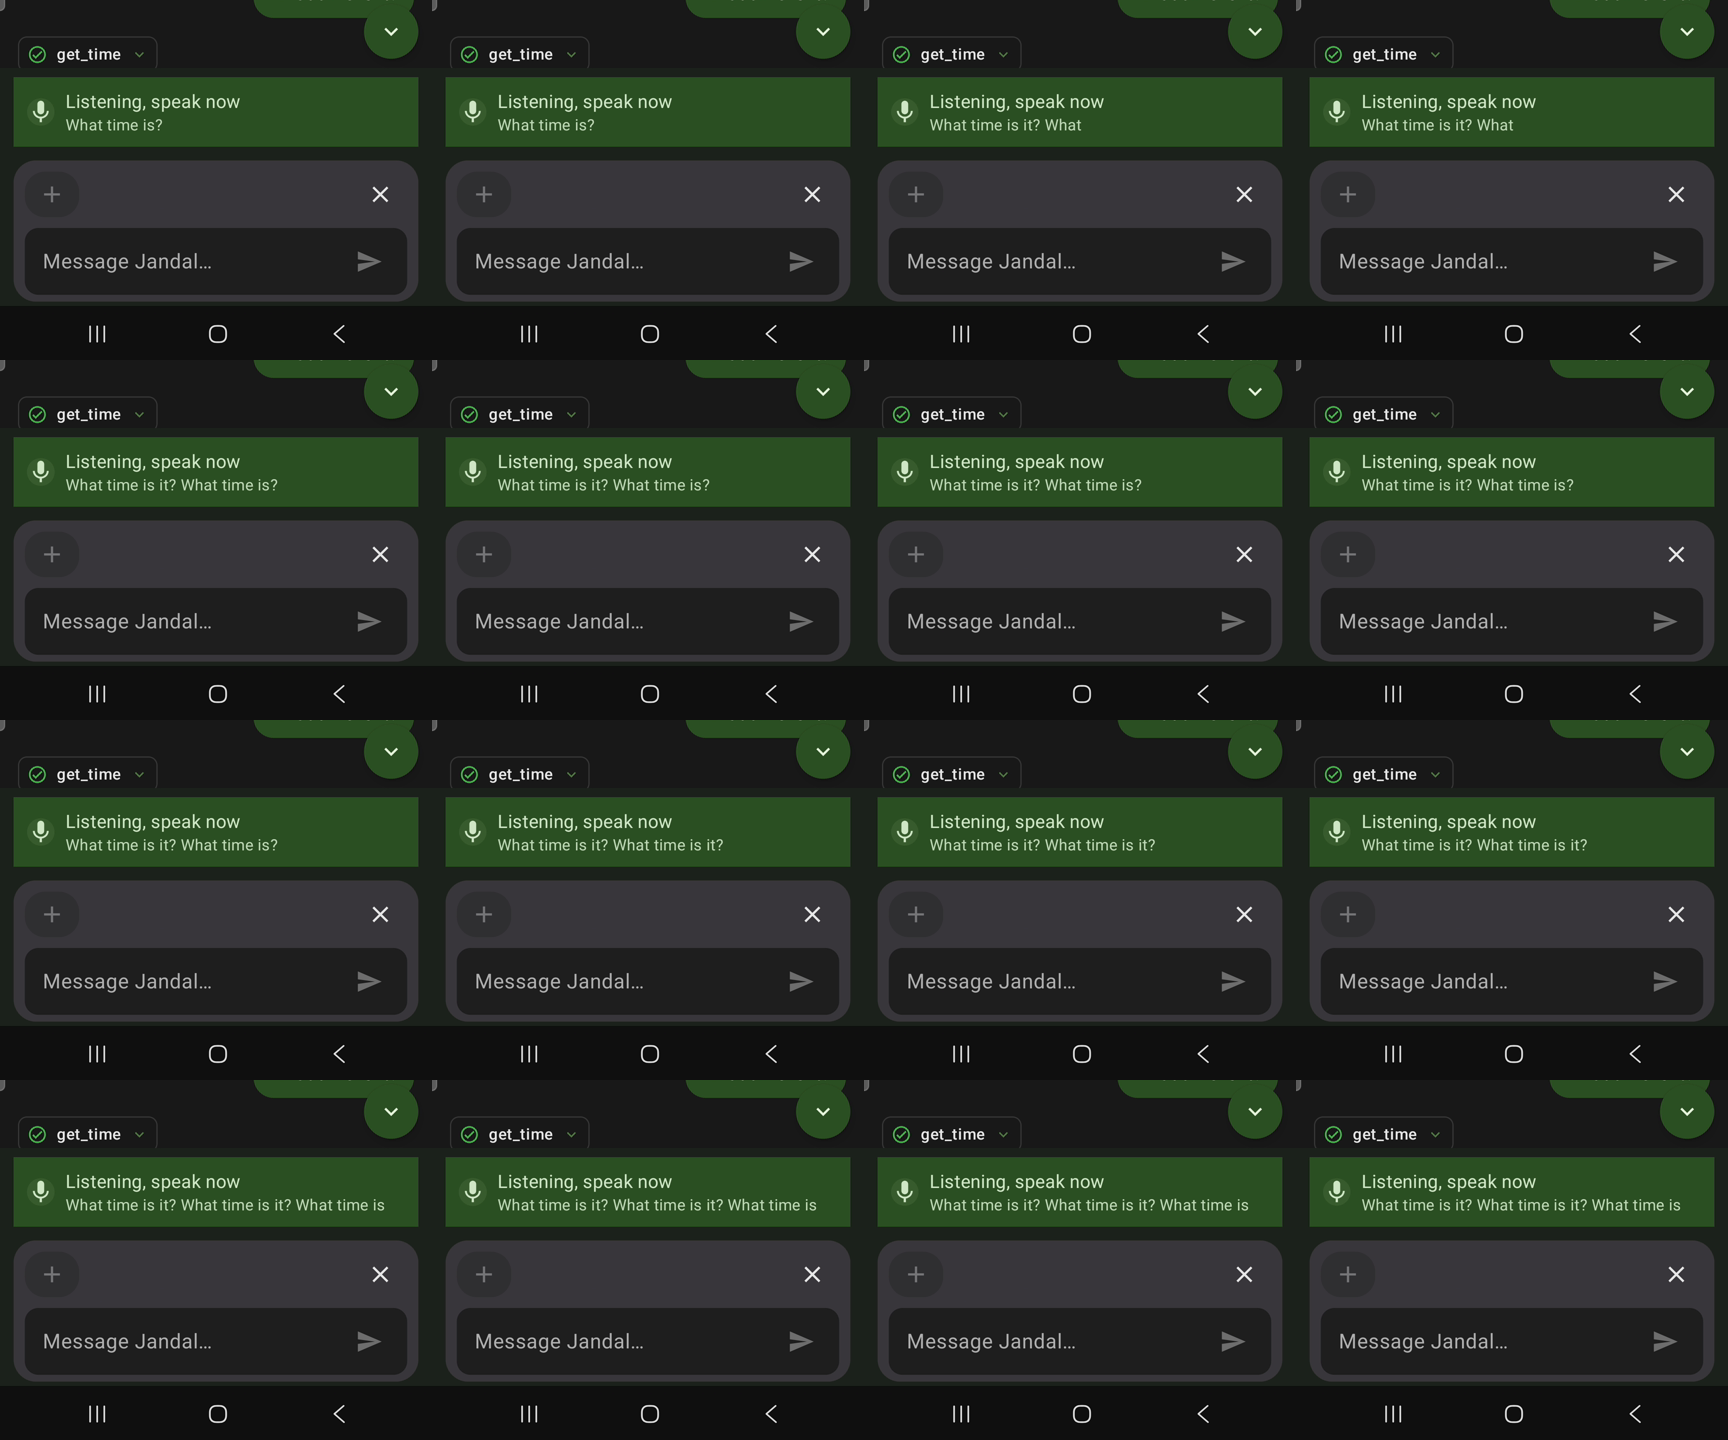 get_time
Listening, speak now
What time is?
Message Jandal...
get_time
Listening, speak now
What time is?
Message Jandal...
get_time
Listening, speak now
What time is it? What
Message Jandal...
get_time
Listening, speak now
What time is it? What
Message Jandal...
get_time
Listening, speak now
What time is it? What time is?
Message Jandal...
get_time
Listening, speak now
What time is it? What time is?
Message Jandal...
get_time
Listening, speak now
What time is it? What time is?
Message Jandal...
get_time
Listening, speak now
What time is it? What time is?
Message Jandal...
get_time
Listening, speak now
What time is it? What time is?
Message Jandal...
get_time
Listening, speak now
What time is it? What time is it?
Message Jandal...
get_time
Listening, speak now
What time is it? What time is it?
Message Jandal...
get_time
Listening, speak now
What time is it? What time is it?
Message Jandal...
get_time
Listening, speak now
What time is it? What time is it? What time is
Message Jandal...
get_time
Listening, speak now
What time is it? What time is it? What time is
Message Jandal...
get_time
Listening, speak now
What time is it? What time is it? What time is
Message Jandal...
get_time
Listening, speak now
What time is it? What time is it? What time is
Message Jandal...